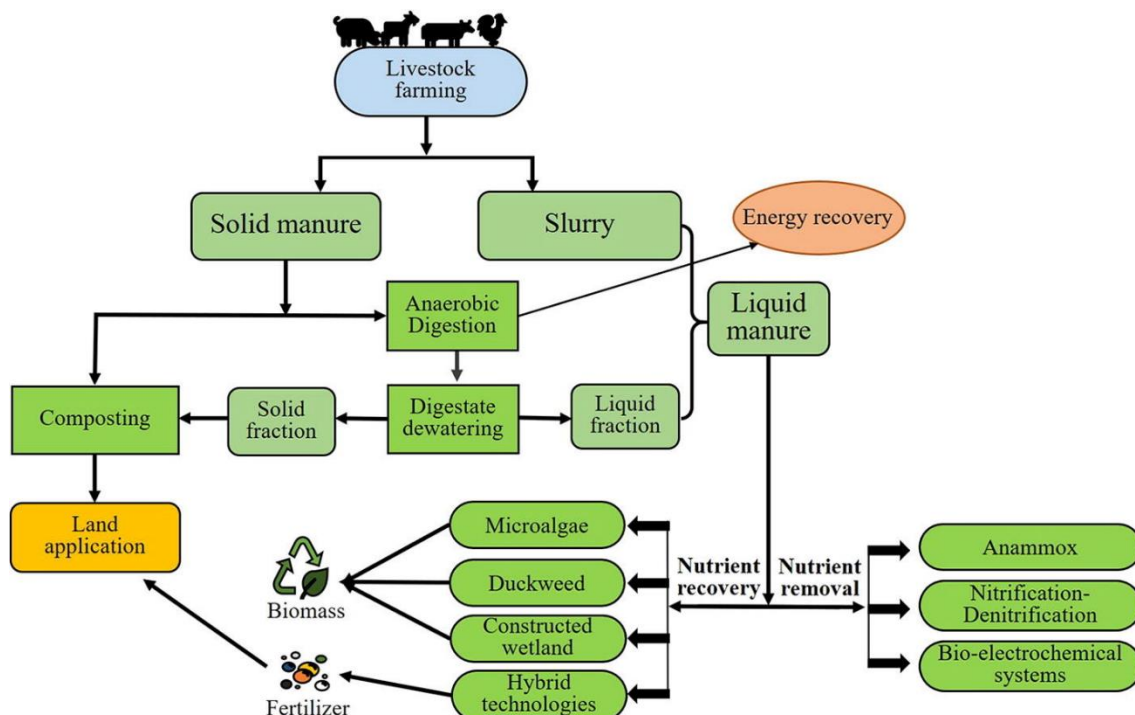 Livestock
farming
Solid manure
Slurry
Energy recovery
Anaerobic
Digestion
Liquid
manure
Composting
Solid
fraction
Digestate
dewatering
Liquid
fraction
Land
application
Microalgae
Duckweed
Constructed
wetland
Hybrid
technologies
Biomass
Fertilizer
Nutrient
recovery
Nutrient
removal
Anammox
Nitrification-
Denitrification
Bio-electrochemical
systems